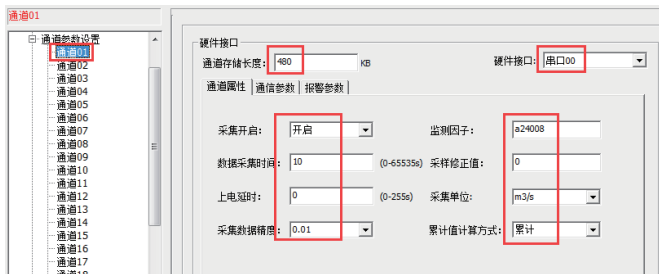 通道01
通道参数设置
通道01
通道02
通道03
通道04
通道05
通道06
通道07
通道08
通道09
通道10
通道11
通道12
通道13
通道14
通道15
通道16
通道17
硬件接口
通道存储长度: 480 KB 硬件接口: 串口00
通道属性 通信参数 报警参数
采集开启: 开启 监测因子: a24008
数据采集时间: 10 (0-65535s) 采样修正值: 0
上电延时: 0 (0-255s) 采集单位: m3/s
采集数据精度: 0.01 累计值计算方式: 累计